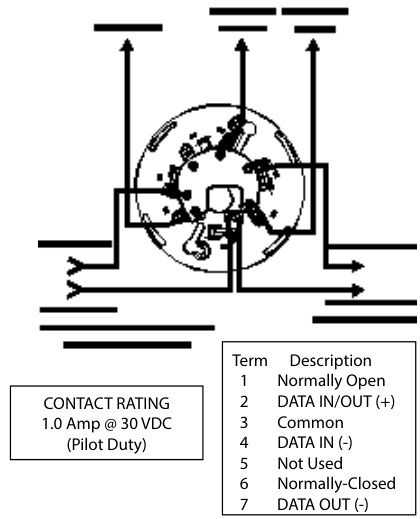 CONTACT RATING
1.0 Amp @ 30 VDC
(Pilot Duty)
Term Description
1 Normally Open
2 DATA IN/OUT (+)
3 Common
4 DATA IN (-)
5 Not Used
6 Normally-Closed
7 DATA OUT (-)